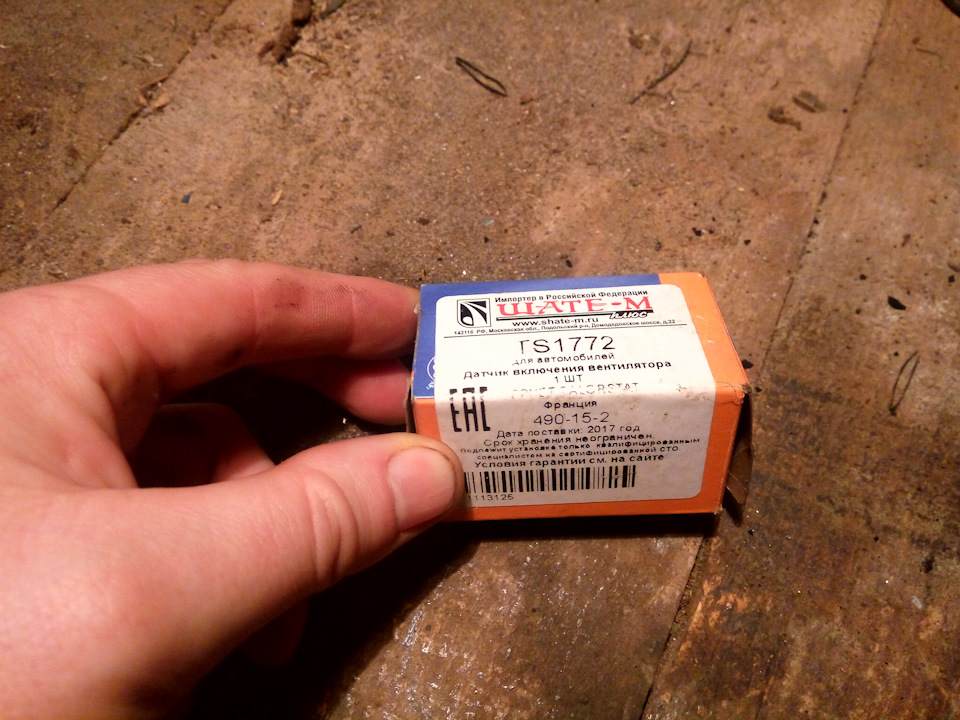 Импортер в Российской Федерации
ШАТЕ-М
плюс
www.shate-m.ru
142116 РФ, Московская обл., Подольский р-н, Домодедовское шоссе, д.
TS1772
для автомобилей
Датчик включения вентилятора
1 ШТ
Франция
EAC
490-15-2
Дата поставки: 2017 год
Срок хранения неограничен.
Подлежит установке только квалифицированным
специалистом на сертифицированной СТО.
Условия гарантии см. на сайте
1113125